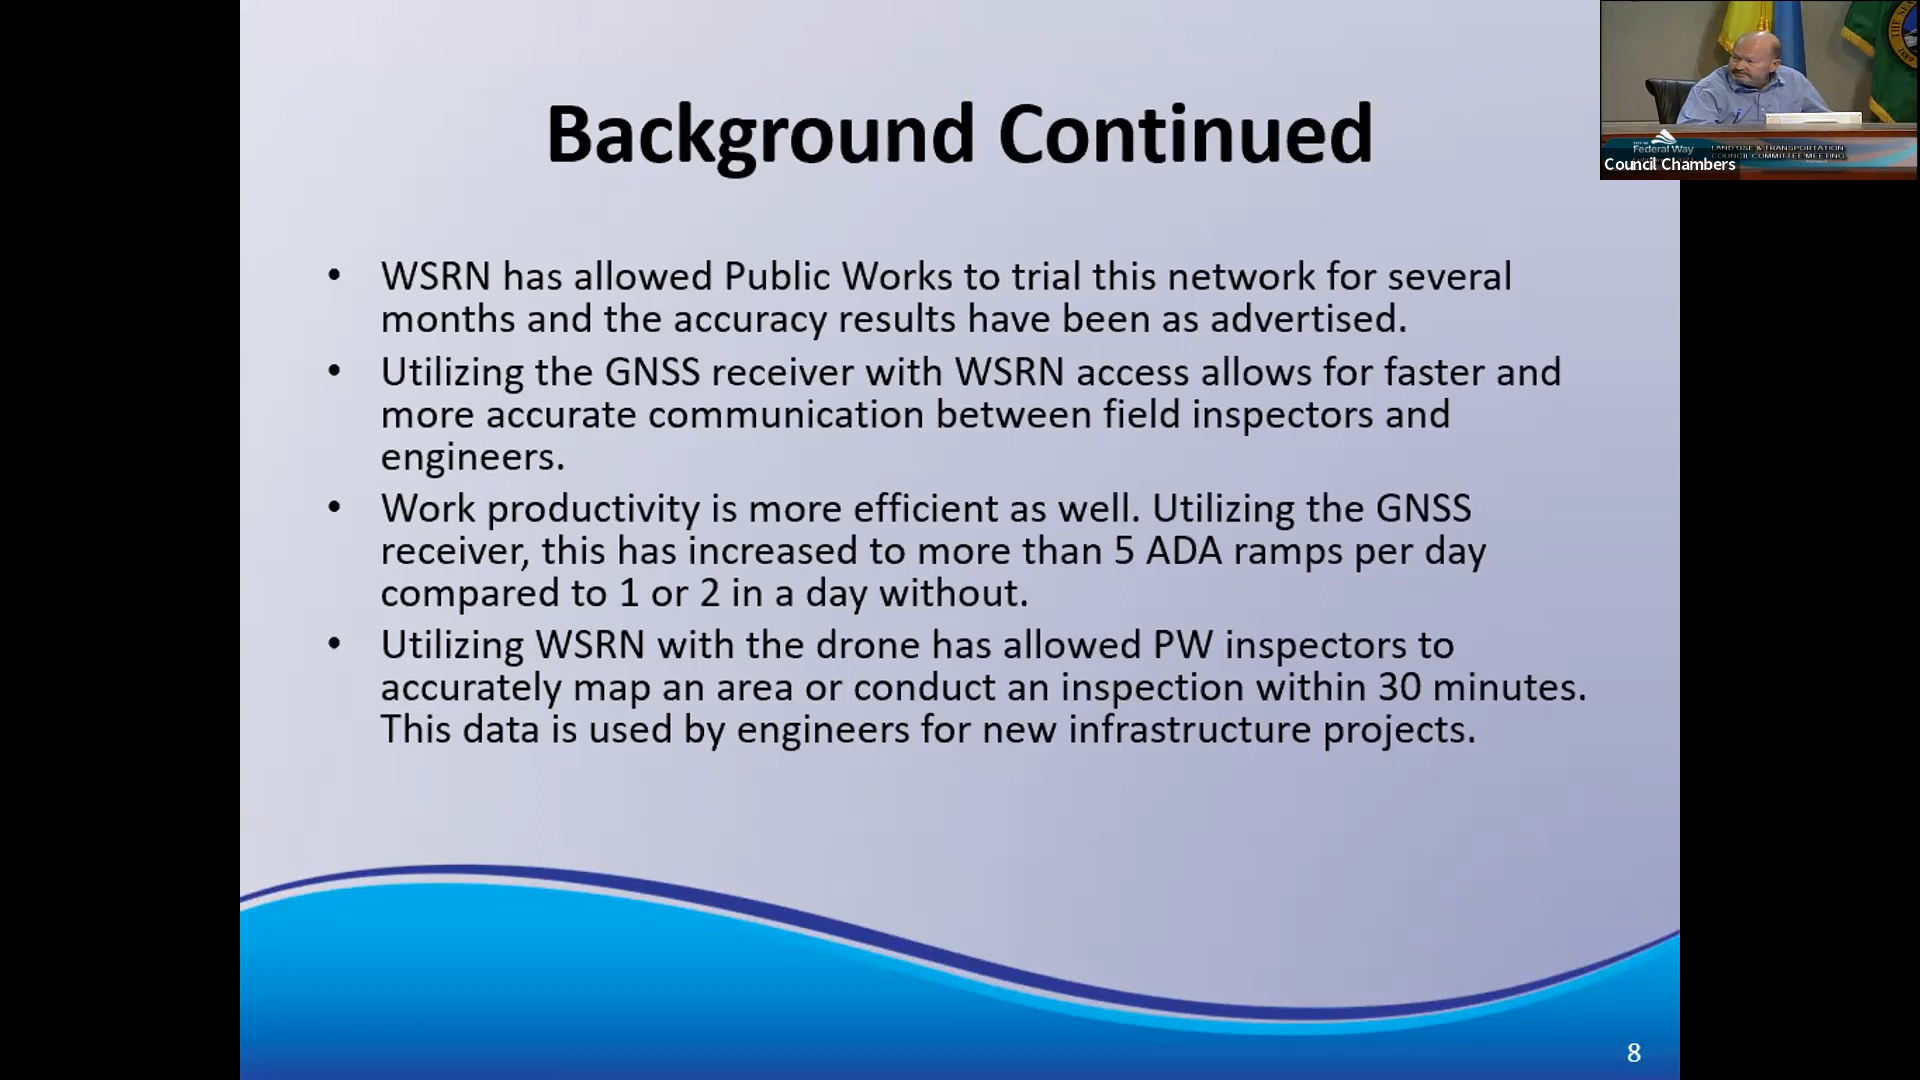 Background Continued
• WSRN has allowed Public Works to trial this network for several
months and the accuracy results have been as advertised.
• Utilizing the GNSS receiver with WSRN access allows for faster and
more accurate communication between field inspectors and
engineers.
• Work productivity is more efficient as well. Utilizing the GNSS
receiver, this has increased to more than 5 ADA ramps per day
compared to 1 or 2 in a day without.
• Utilizing WSRN with the drone has allowed PW inspectors to
accurately map an area or conduct an inspection within 30 minutes.
This data is used by engineers for new infrastructure projects.
8
Federal Way
LAND USE & TRANSPORTATION
COUNCIL COMMITTEE MEETING
Council Chambers